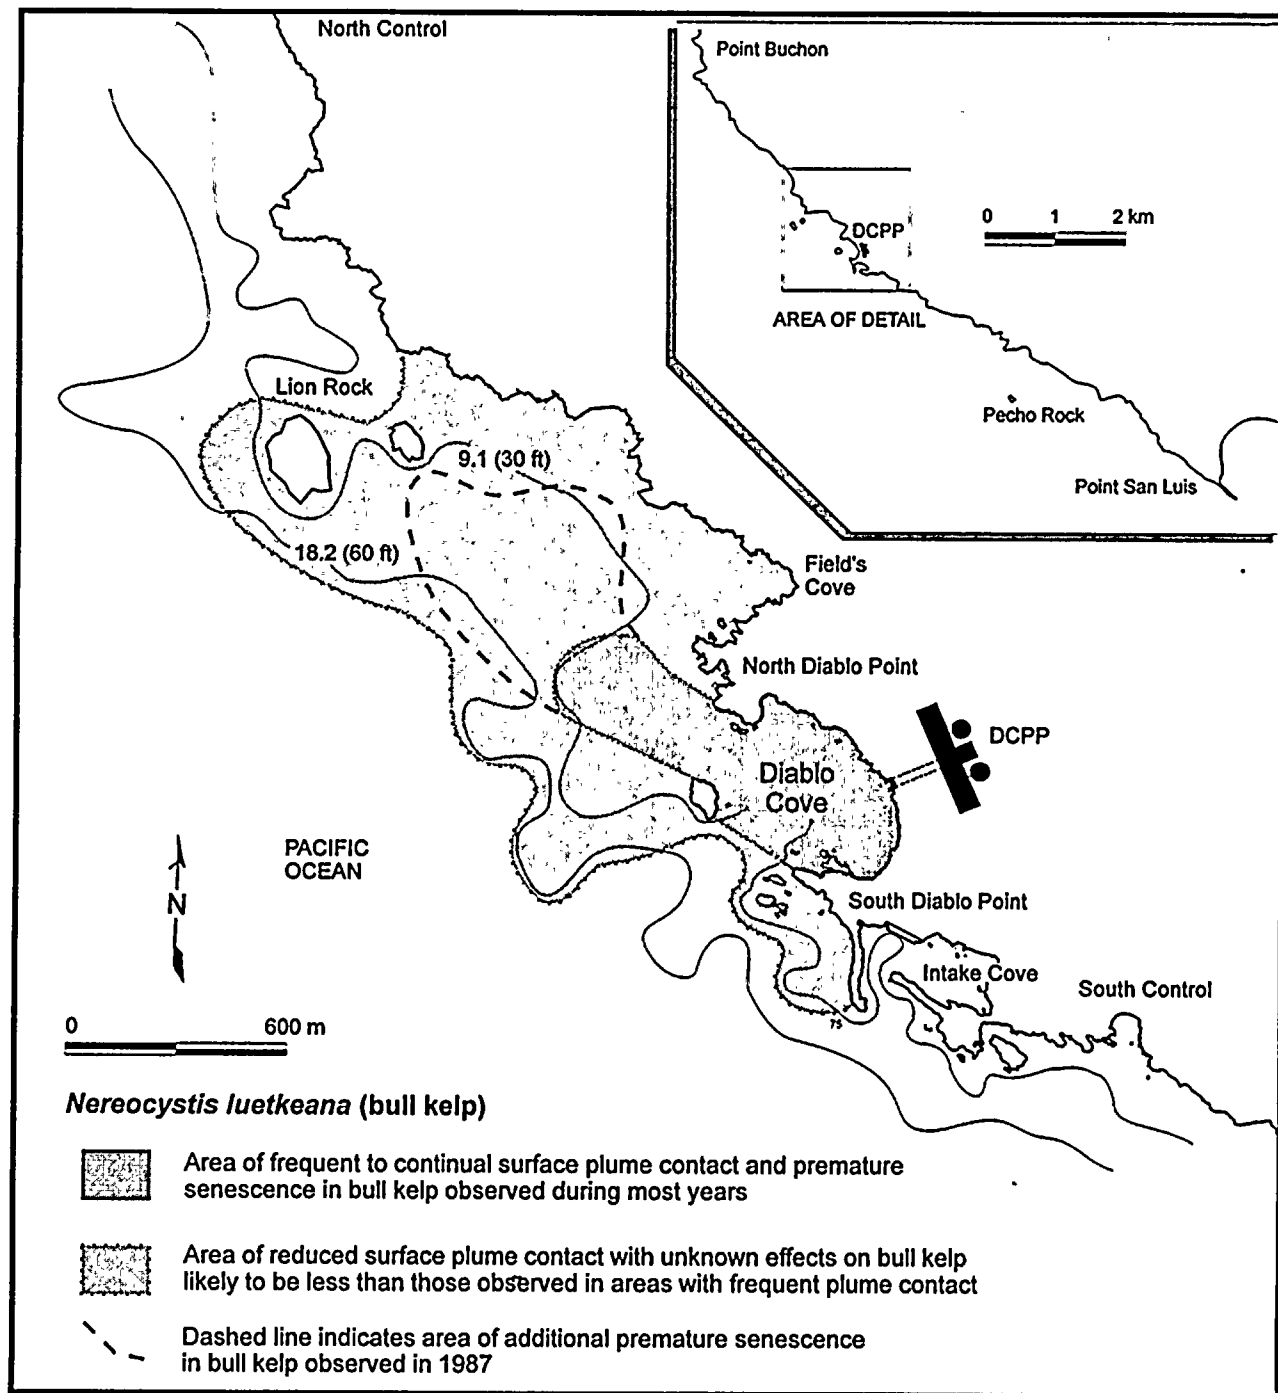 North Control
Point Buchon
0 1 2 km
DCPP
AREA OF DETAIL
Pecho Rock
Point San Luis
Lion Rock
9.1 (30 ft)
18.2 (60 ft)
Field's
Cove
North Diablo Point
DCPP
Diablo
Cove
PACIFIC
OCEAN
N
South Diablo Point
Intake Cove
South Control
75
0 600 m
Nereocystis luetkeana (bull kelp)
Area of frequent to continual surface plume contact and premature
senescence in bull kelp observed during most years
Area of reduced surface plume contact with unknown effects on bull kelp
likely to be less than those observed in areas with frequent plume contact
Dashed line indicates area of additional premature senescence
in bull kelp observed in 1987